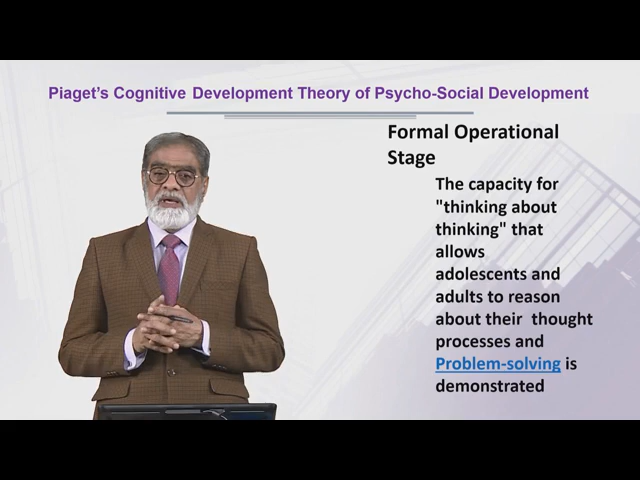 Piaget's Cognitive Development Theory of Psycho-Social Development
Formal Operational
Stage
The capacity for
"thinking about
thinking" that
allows
adolescents and
adults to reason
about their thought
processes and
Problem-solving is
demonstrated